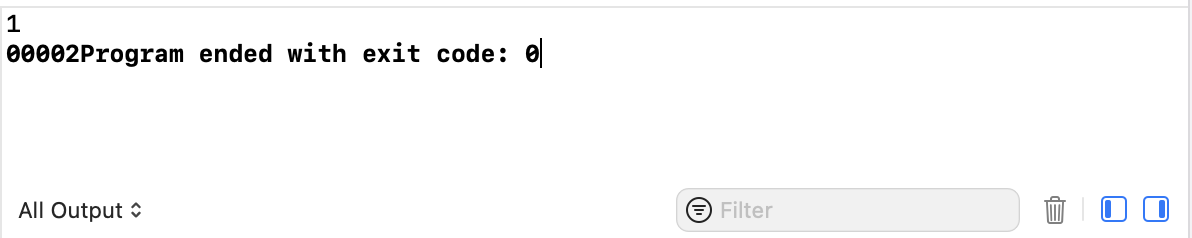 1
00002Program ended with exit code: 0
All Output
Filter